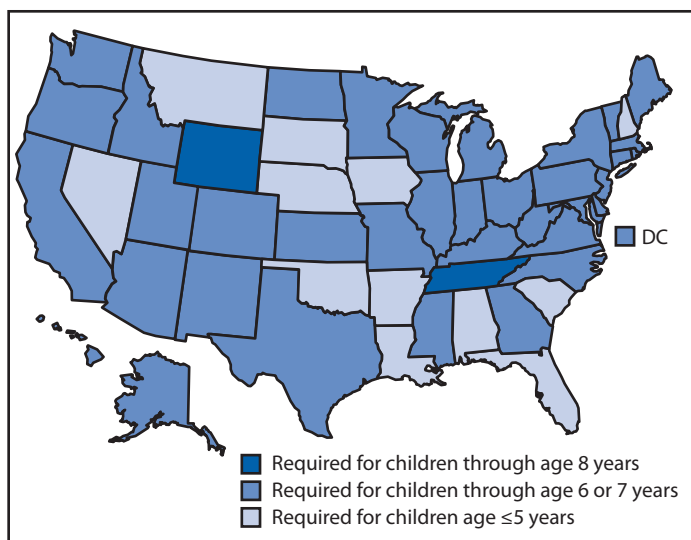 DC
Required for children through age 8 years
Required for children through age 6 or 7 years
Required for children age ≤5 years